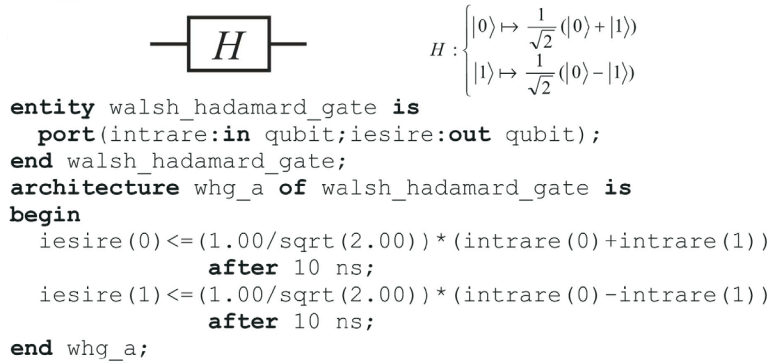 H
H : { |0⟩ ↦ 1/√2 (|0⟩ + |1⟩)
|1⟩ ↦ 1/√2 (|0⟩ − |1⟩)
entity walsh_hadamard_gate is
port(intrare:in qubit;iesire:out qubit);
end walsh_hadamard_gate;
architecture whg_a of walsh_hadamard_gate is
begin
iesire(0)<=(1.00/sqrt(2.00))*(intrare(0)+intrare(1))
after 10 ns;
iesire(1)<=(1.00/sqrt(2.00))*(intrare(0)-intrare(1))
after 10 ns;
end whg_a;